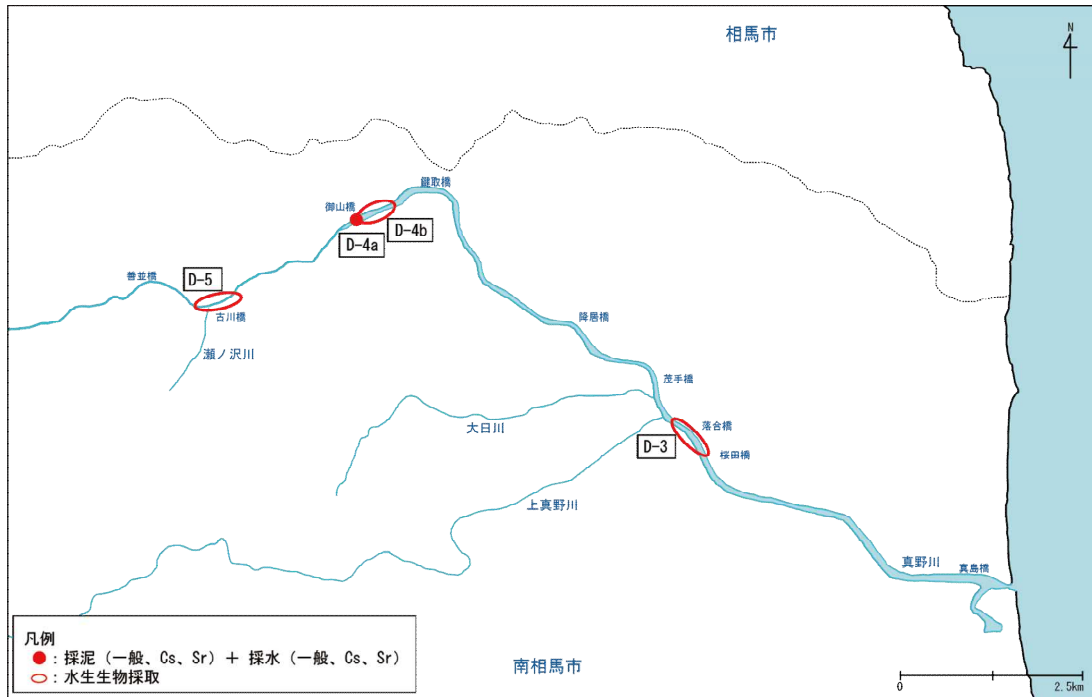 相馬市
N
鍵取橋
御山橋
D-4b
D-4a
善並橋
D-5
古川橋
瀬ノ沢川
降居橋
茂手橋
大日川
落合橋
D-3
桜田橋
上真野川
真野川
真島橋
凡例
●：採泥（一般、Cs、Sr）＋ 採水（一般、Cs、Sr）
：水生生物採取
南相馬市
0
2.5km